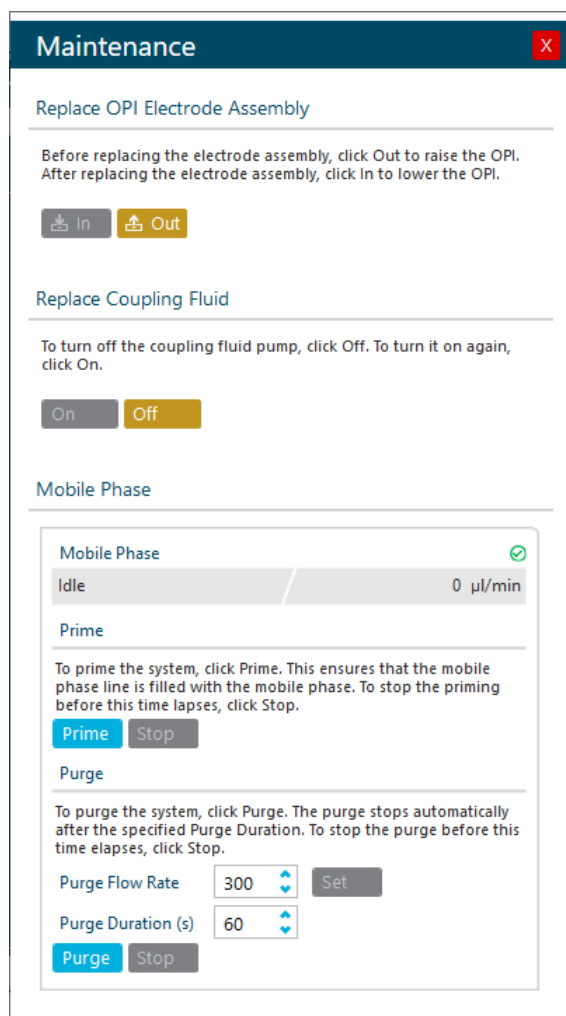 Maintenance
X
Replace OPI Electrode Assembly
Before replacing the electrode assembly, click Out to raise the OPI.
After replacing the electrode assembly, click In to lower the OPI.
In Out
Replace Coupling Fluid
To turn off the coupling fluid pump, click Off. To turn it on again,
click On.
On Off
Mobile Phase
Mobile Phase
Idle 0 µl/min
Prime
To prime the system, click Prime. This ensures that the mobile
phase line is filled with the mobile phase. To stop the priming
before this time lapses, click Stop.
Prime Stop
Purge
To purge the system, click Purge. The purge stops automatically
after the specified Purge Duration. To stop the purge before this
time elapses, click Stop.
Purge Flow Rate 300 Set
Purge Duration (s) 60
Purge Stop